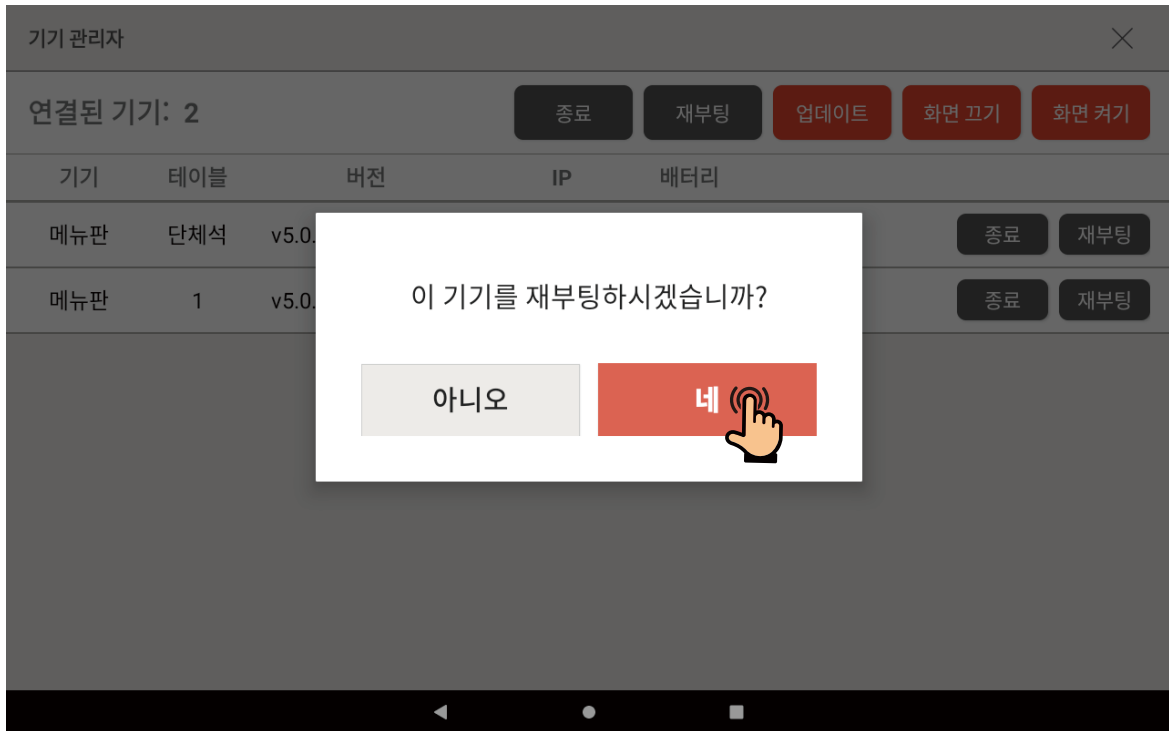 기기 관리자
연결된 기기: 2 종료 재부팅 업데이트 화면 끄기 화면 켜기
기기 테이블 버전 IP 배터리
메뉴판 단체석 v5.0. 종료 재부팅
이 기기를 재부팅하시겠습니까?
메뉴판 1 v5.0. 종료 재부팅
아니오 네